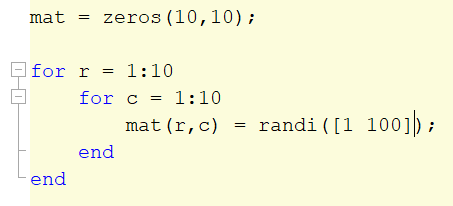 mat = zeros(10,10);
for r = 1:10
for c = 1:10
mat(r,c) = randi([1 100]);
end
end